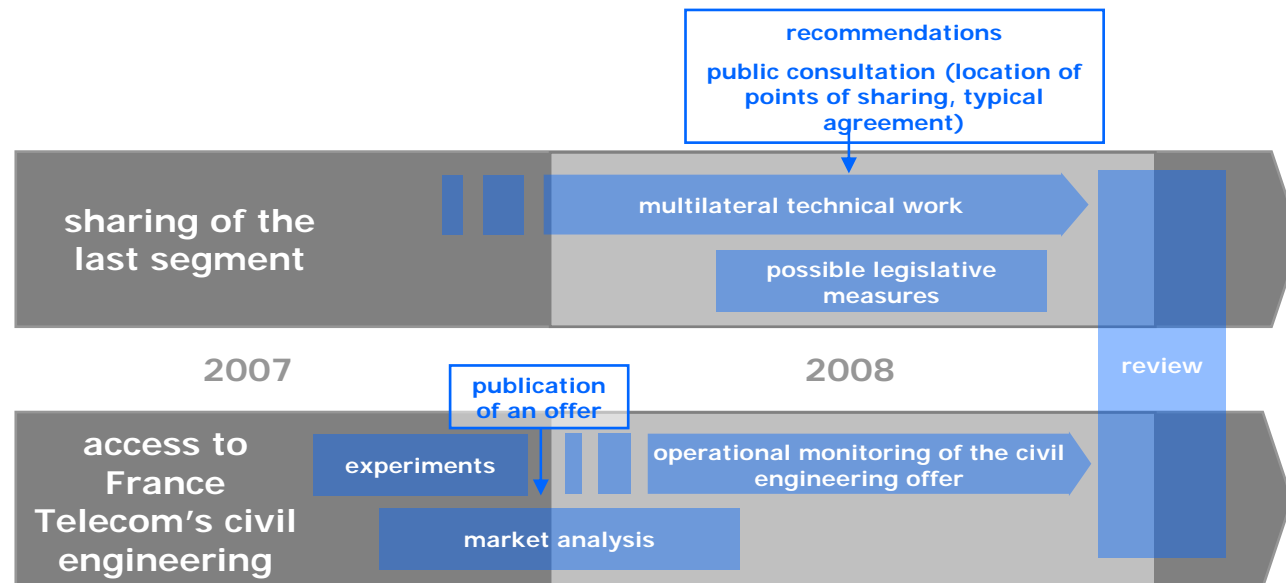 recommendations
public consultation (location of
points of sharing, typical
agreement)
sharing of the
last segment
multilateral technical work
possible legislative
measures
2007
2008
review
publication
of an offer
access to
France
Telecom's civil
engineering
experiments
operational monitoring of the civil
engineering offer
market analysis